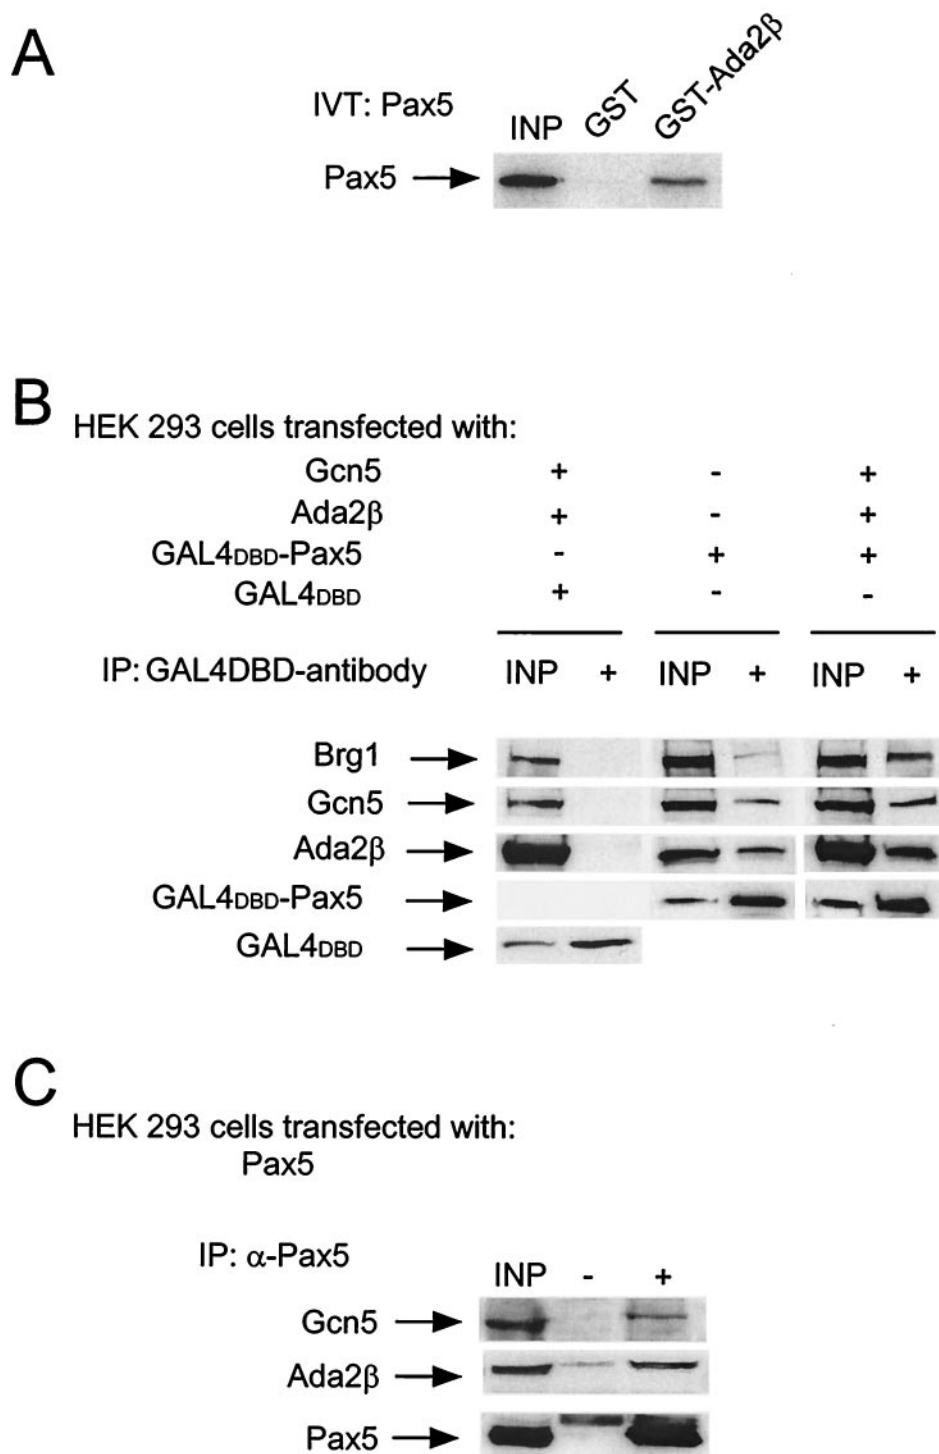 A
IVT: Pax5
INP GST GST-Ada2β
Pax5
B
HEK 293 cells transfected with:
Gcn5 + - +
Ada2β + - +
GAL4DBD-Pax5 - + +
GAL4DBD + - -
IP: GAL4DBD-antibody INP + INP + INP +
Brg1
Gcn5
Ada2β
GAL4DBD-Pax5
GAL4DBD
C
HEK 293 cells transfected with:
Pax5
IP: α-Pax5
INP - +
Gcn5
Ada2β
Pax5